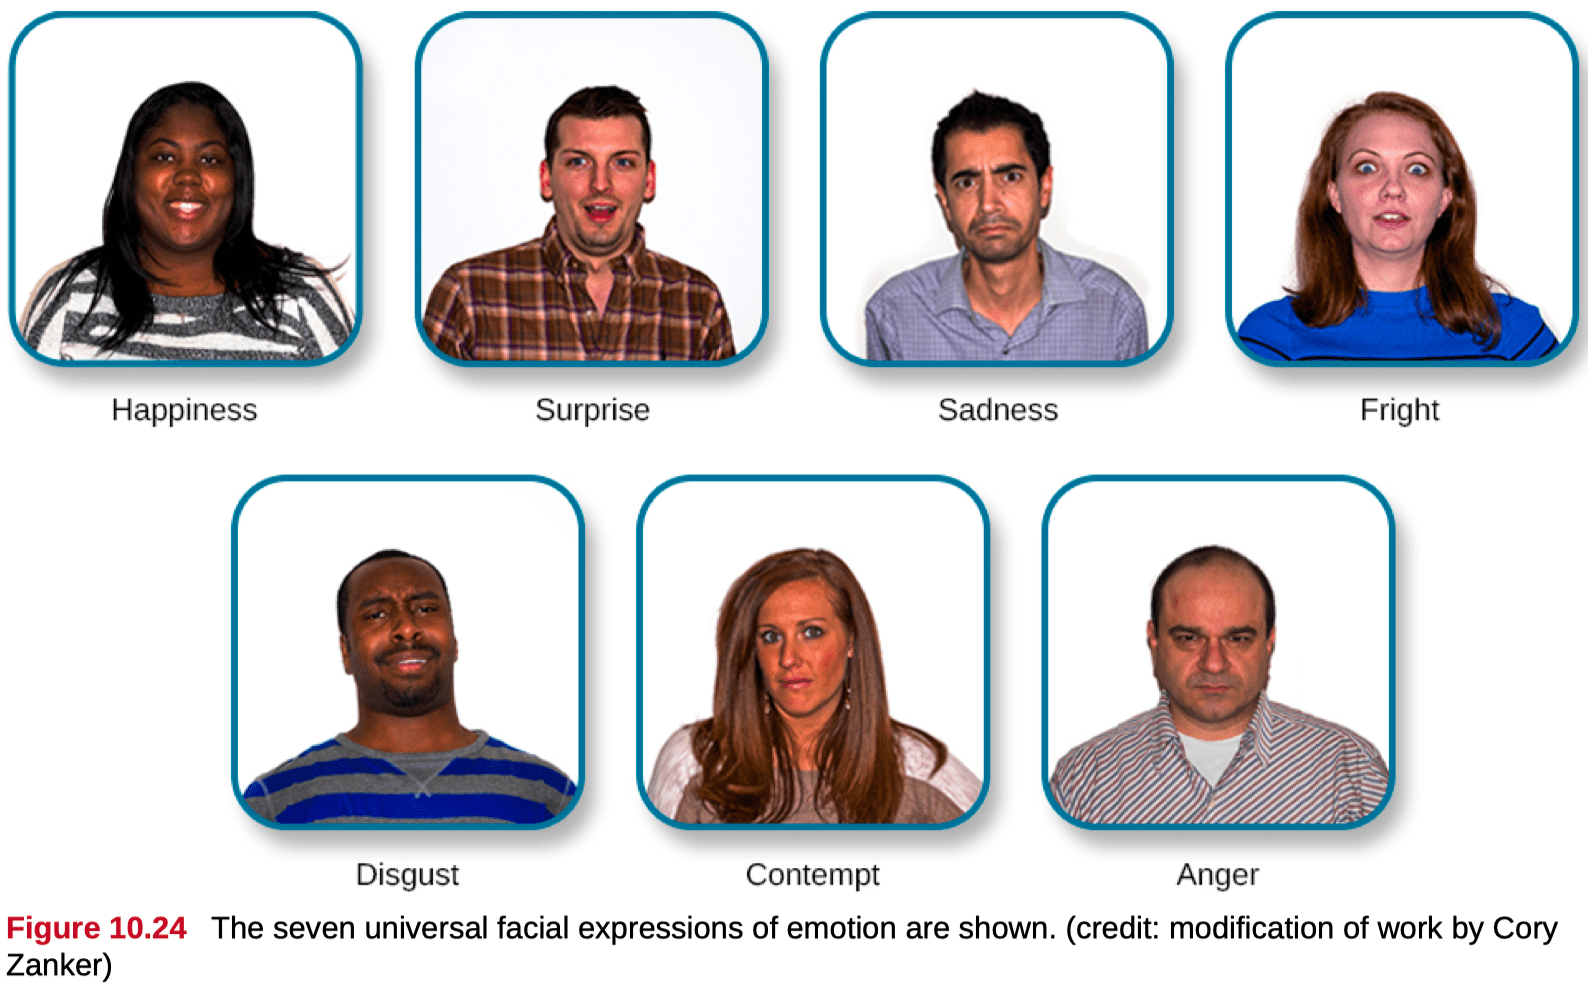 Happiness
Surprise
Sadness
Fright
Disgust
Contempt
Anger
Figure 10.24 The seven universal facial expressions of emotion are shown. (credit: modification of work by Cory
Zanker)